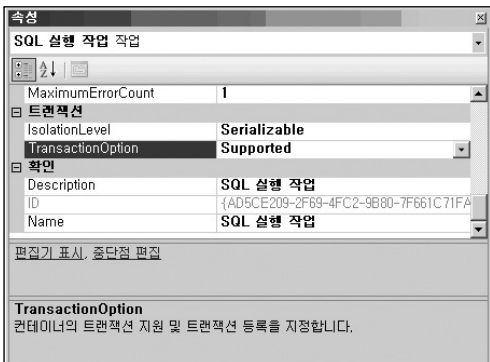 속성
SQL 실행 작업 작업
MaximumErrorCount 1
트랜잭션
IsolationLevel Serializable
TransactionOption Supported
확인
Description SQL 실행 작업
ID {AD5CE209-2F69-4FC2-9B80-7F661C71FA
Name SQL 실행 작업
편집기 표시, 중단점 편집
TransactionOption
컨테이너의 트랜잭션 지원 및 트랜잭션 등록을 지정합니다.